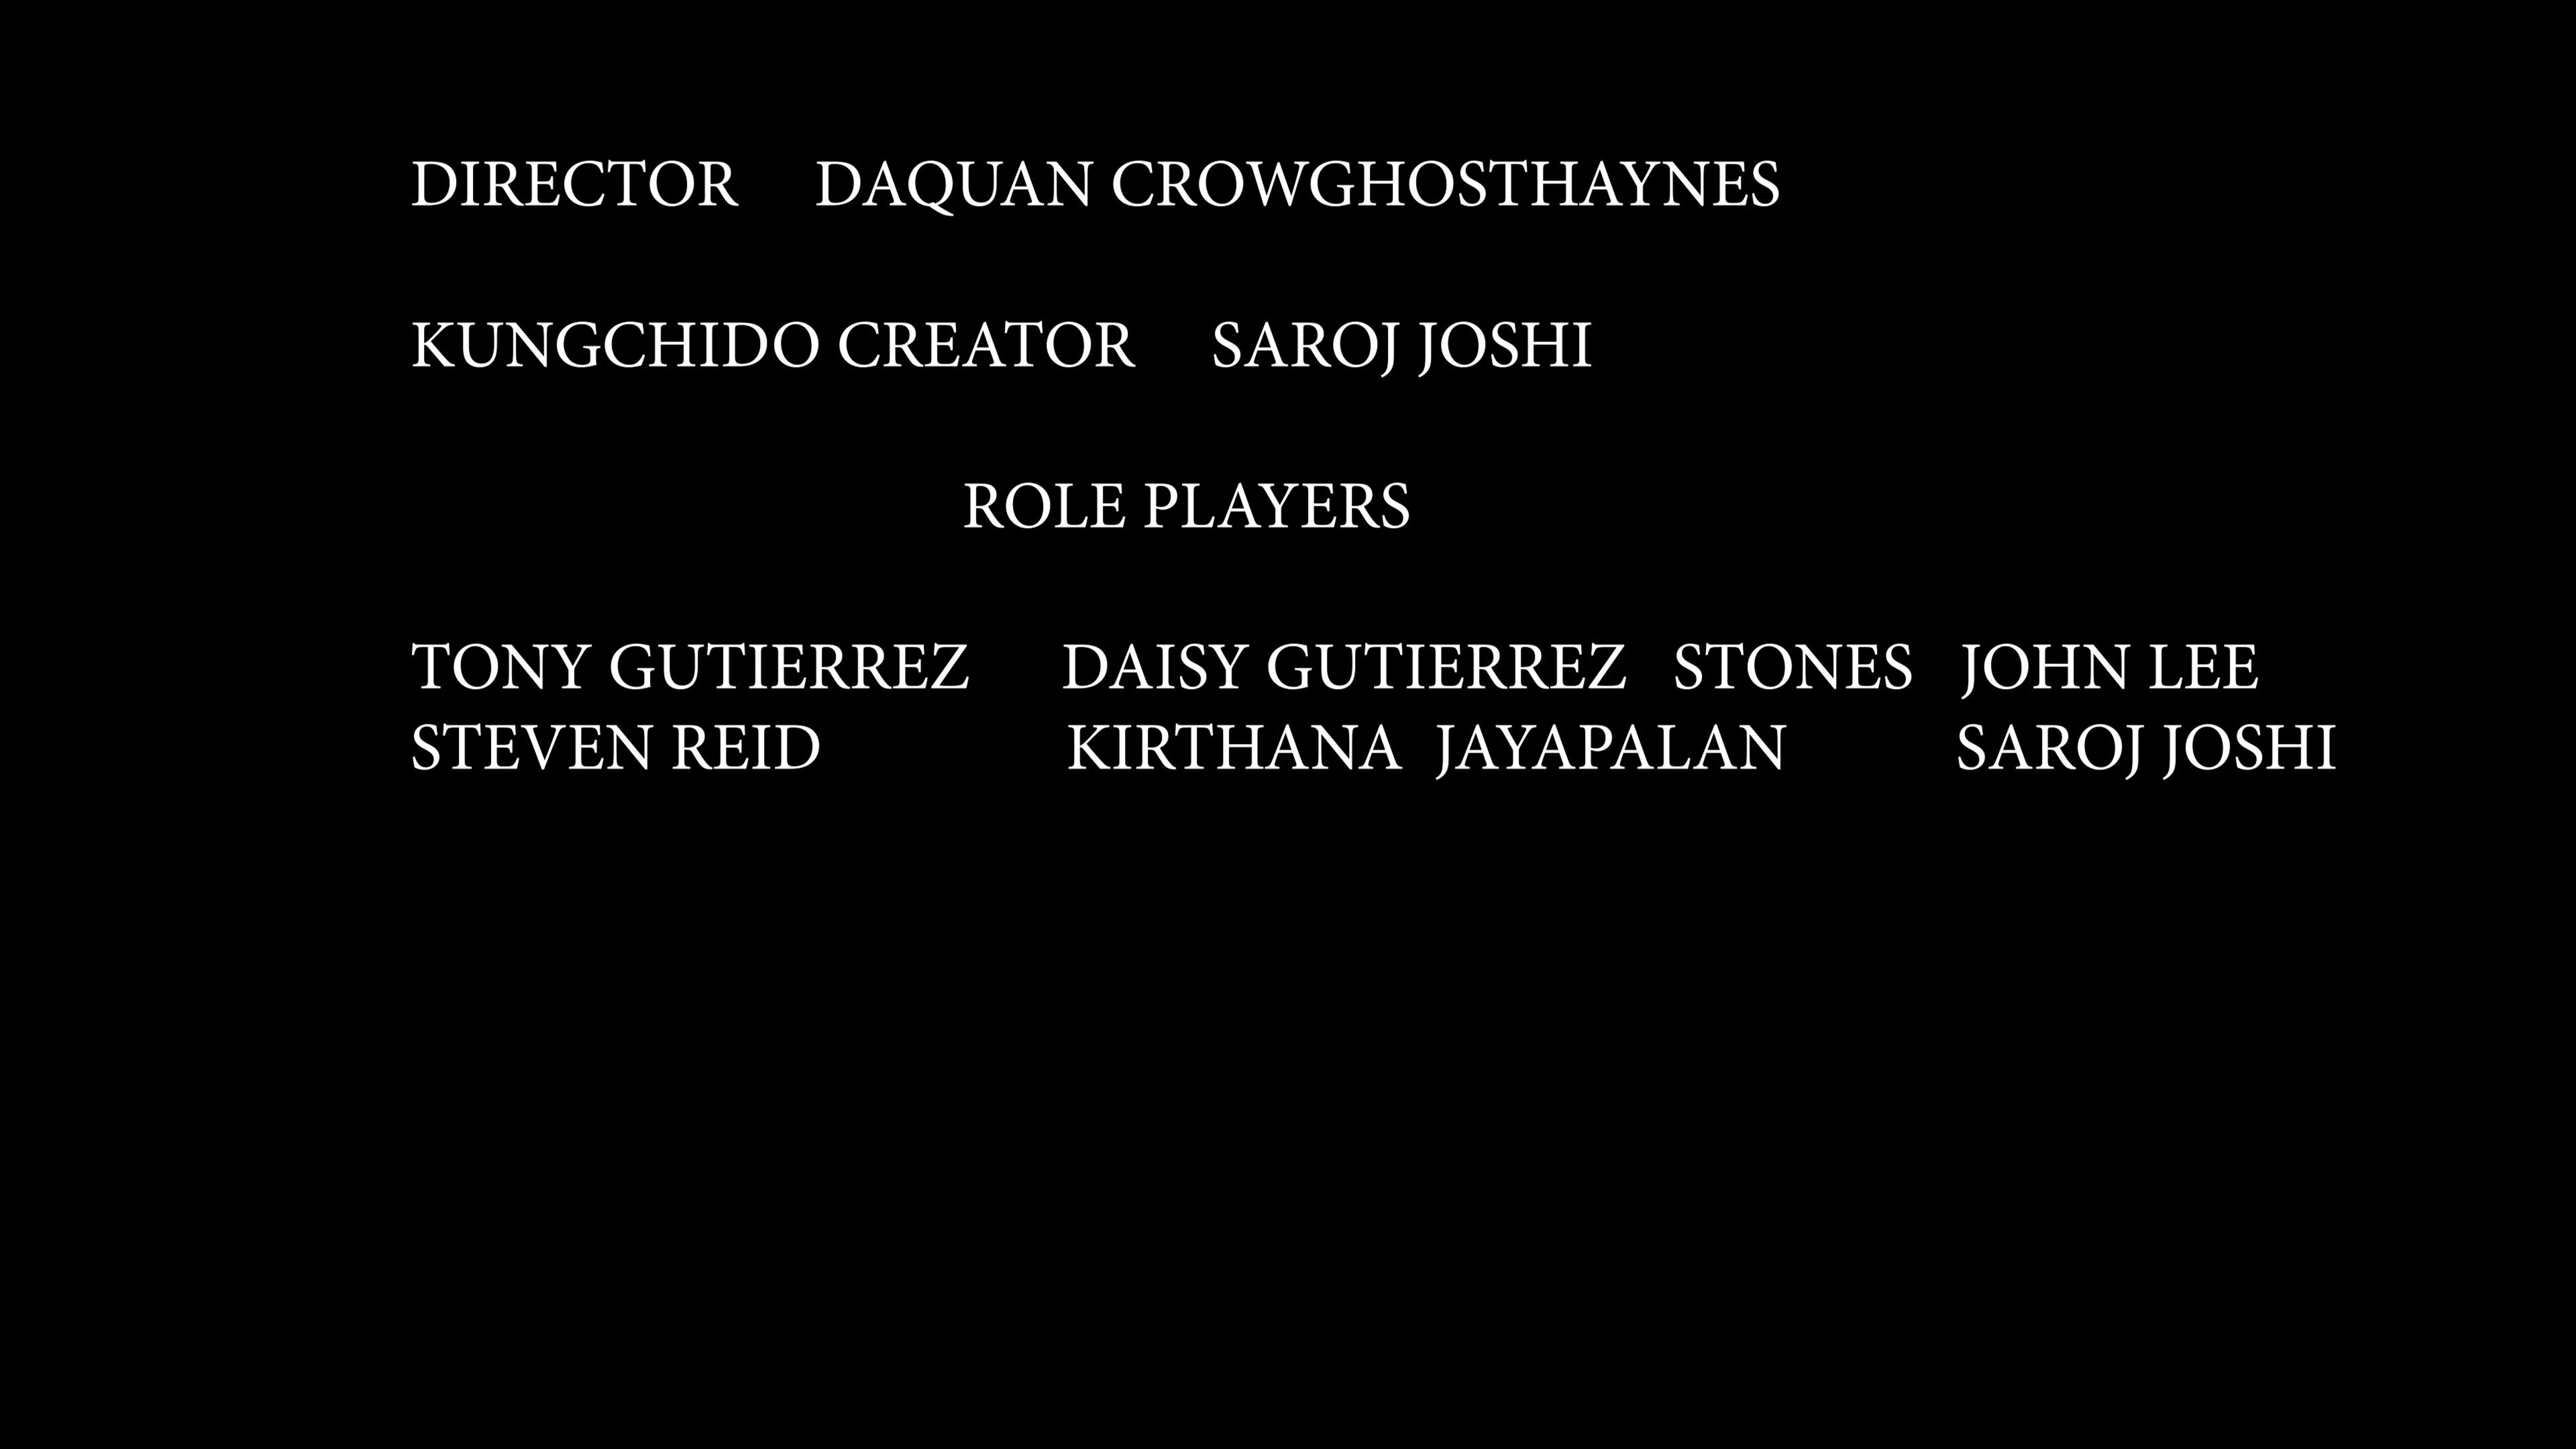 DIRECTOR DAQUAN CROWGHOSTHAYNES
KUNGCHIDO CREATOR SAROJ JOSHI
ROLE PLAYERS
TONY GUTIERREZ DAISY GUTIERREZ STONES JOHN LEE
STEVEN REID KIRTHANA JAYAPALAN SAROJ JOSHI